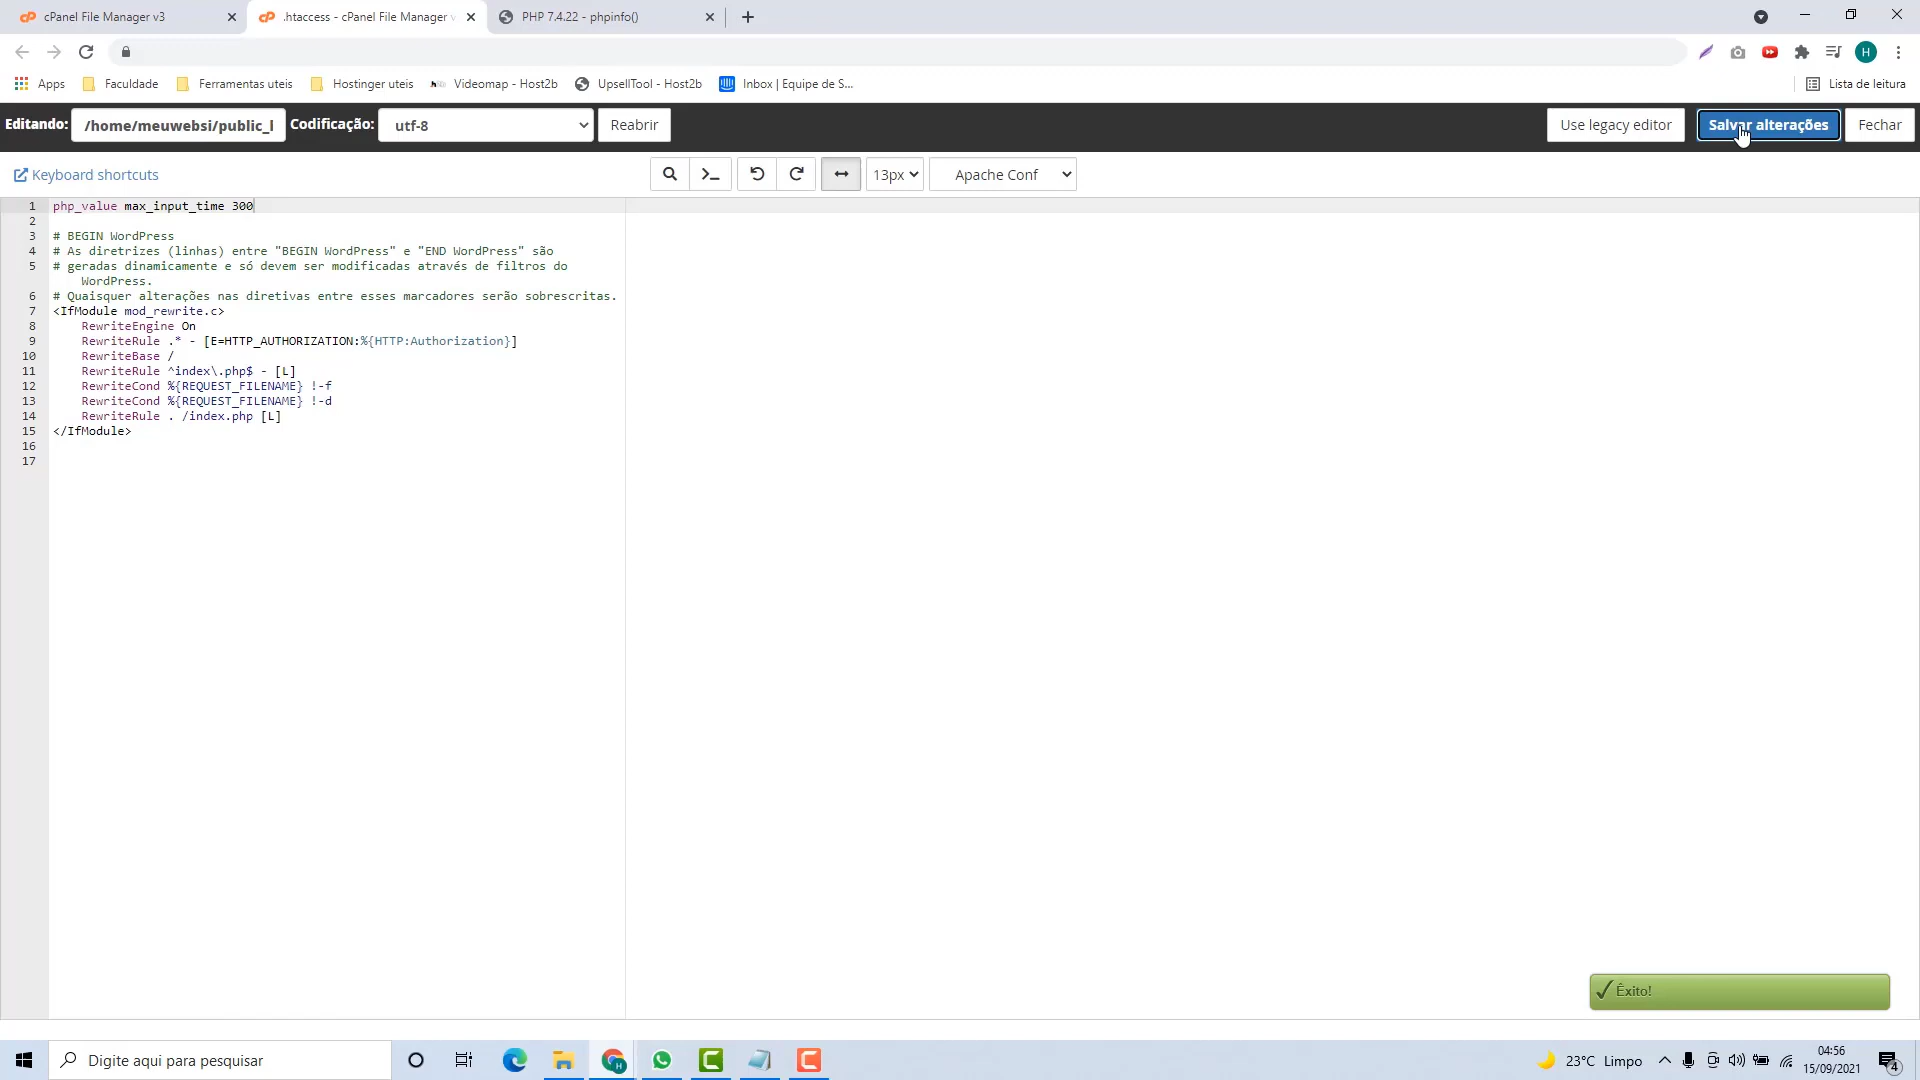 cPanel File Manager v3
.htaccess - cPanel File Manager v
PHP 7.4.22 - phpinfo()
H
Apps
Faculdade
Ferramentas uteis
Hostinger uteis
Videomap - Host2b
UpsellTool - Host2b
Inbox | Equipe de S...
Lista de leitura
Editando:
/home/meuwebsi/public_l
Codificação:
utf-8
Reabrir
Use legacy editor
Salvar alterações
Fechar
Keyboard shortcuts
13px
Apache Conf
1 php_value max_input_time 300
2
3 # BEGIN WordPress
4 # As diretrizes (linhas) entre "BEGIN WordPress" e "END WordPress" são
5 # geradas dinamicamente e só devem ser modificadas através de filtros do
WordPress.
6 # Quaisquer alterações nas diretivas entre esses marcadores serão sobrescritas.
7 <IfModule mod_rewrite.c>
8 RewriteEngine On
9 RewriteRule .* - [E=HTTP_AUTHORIZATION:%{HTTP:Authorization}]
10 RewriteBase /
11 RewriteRule ^index\.php$ - [L]
12 RewriteCond %{REQUEST_FILENAME} !-f
13 RewriteCond %{REQUEST_FILENAME} !-d
14 RewriteRule . /index.php [L]
15 </IfModule>
16
17
Êxito!
Digite aqui para pesquisar
23°C Limpo
04:56
15/09/2021
4